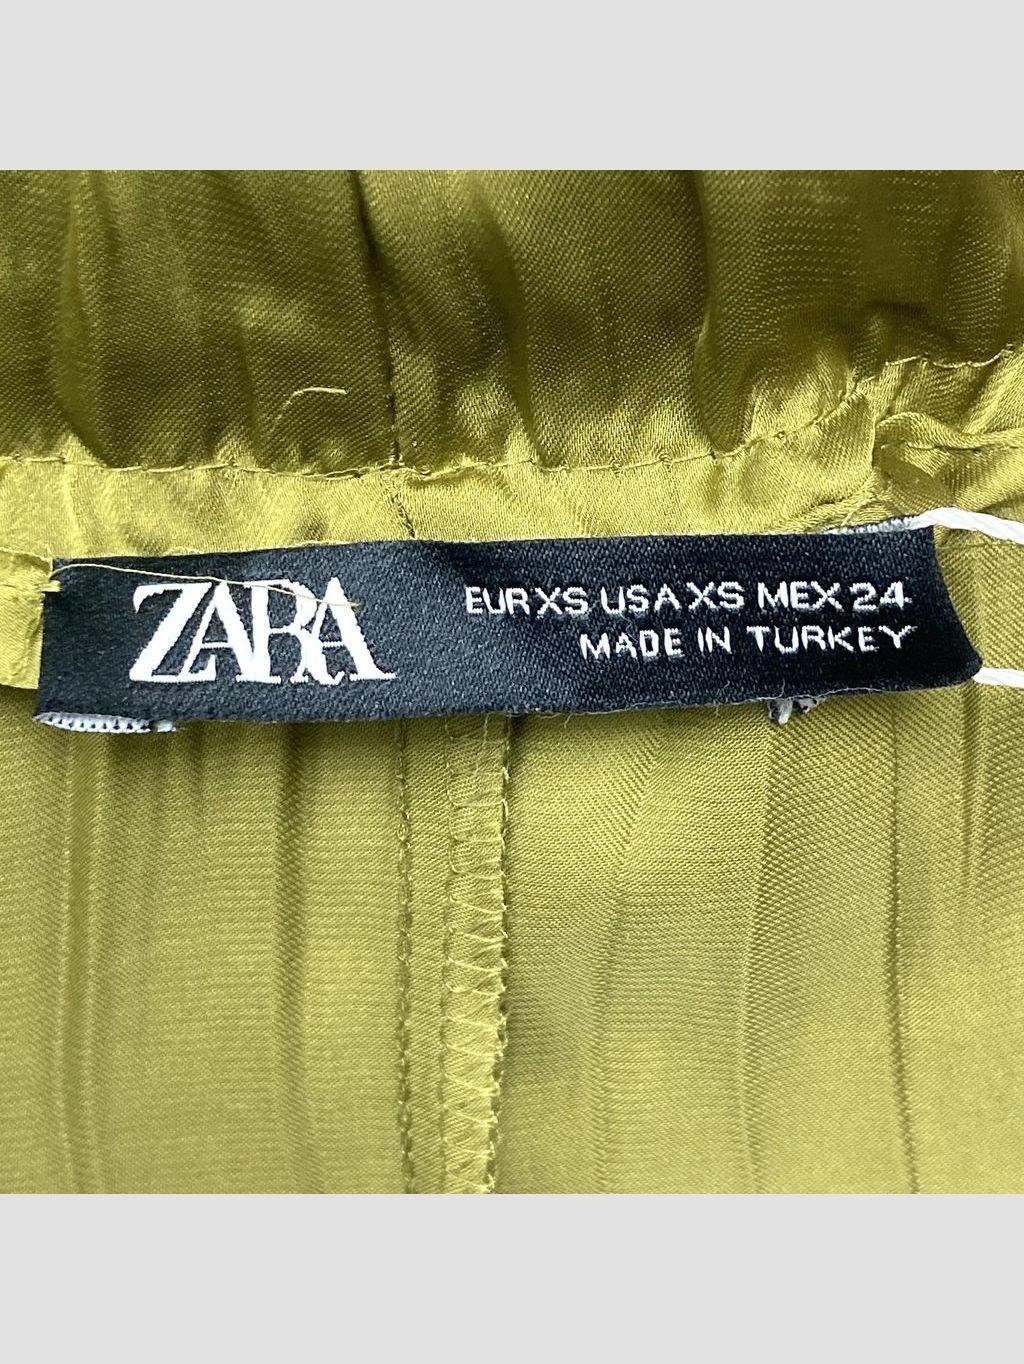 ZARA
EUR XS USA XS MEX 24
MADE IN TURKEY